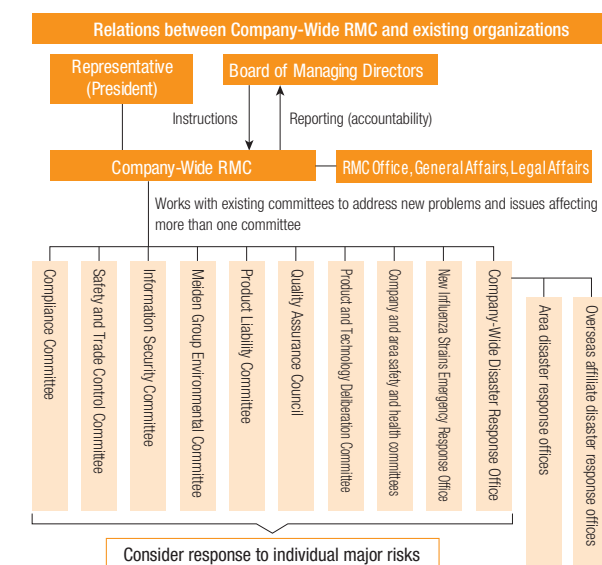 Relations between Company-Wide RMC and existing organizations
Representative
(President)
Board of Managing Directors
Instructions
Reporting (accountability)
Company-Wide RMC
RMC Office, General Affairs, Legal Affairs
Works with existing committees to address new problems and issues affecting
more than one committee
Compliance Committee
Safety and Trade Control Committee
Information Security Committee
Meiden Group Environmental Committee
Product Liability Committee
Quality Assurance Council
Product and Technology Deliberation Committee
Company and area safety and health committees
New Influenza Strains Emergency Response Office
Company-Wide Disaster Response Office
Area disaster response offices
Overseas affiliate disaster response offices
Consider response to individual major risks